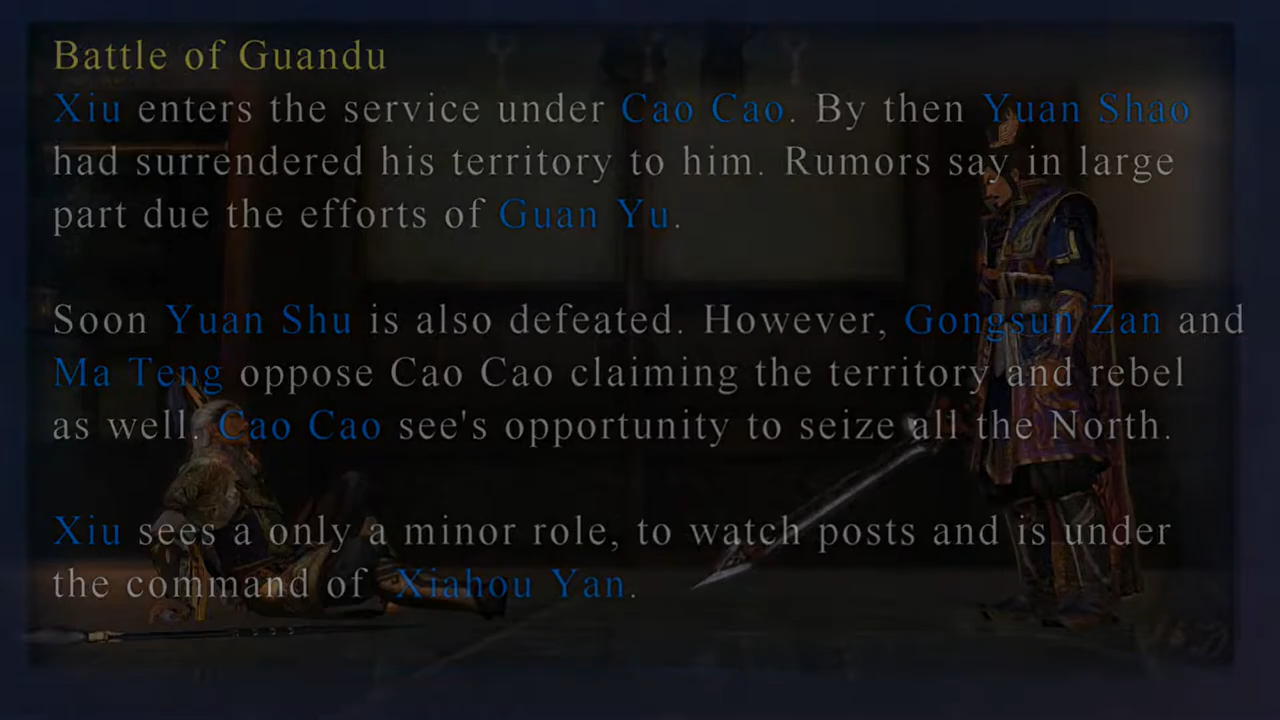 Battle of Guandu
Xiu enters the service under Cao Cao. By then Yuan Shao
had surrendered his territory to him. Rumors say in large
part due the efforts of Guan Yu.
Soon Yuan Shu is also defeated. However, Gongsun Zan and
Ma Teng oppose Cao Cao claiming the territory and rebel
as well. Cao Cao see's opportunity to seize all the North.
Xiu sees a only a minor role, to watch posts and is under
the command of Xiahou Yan.